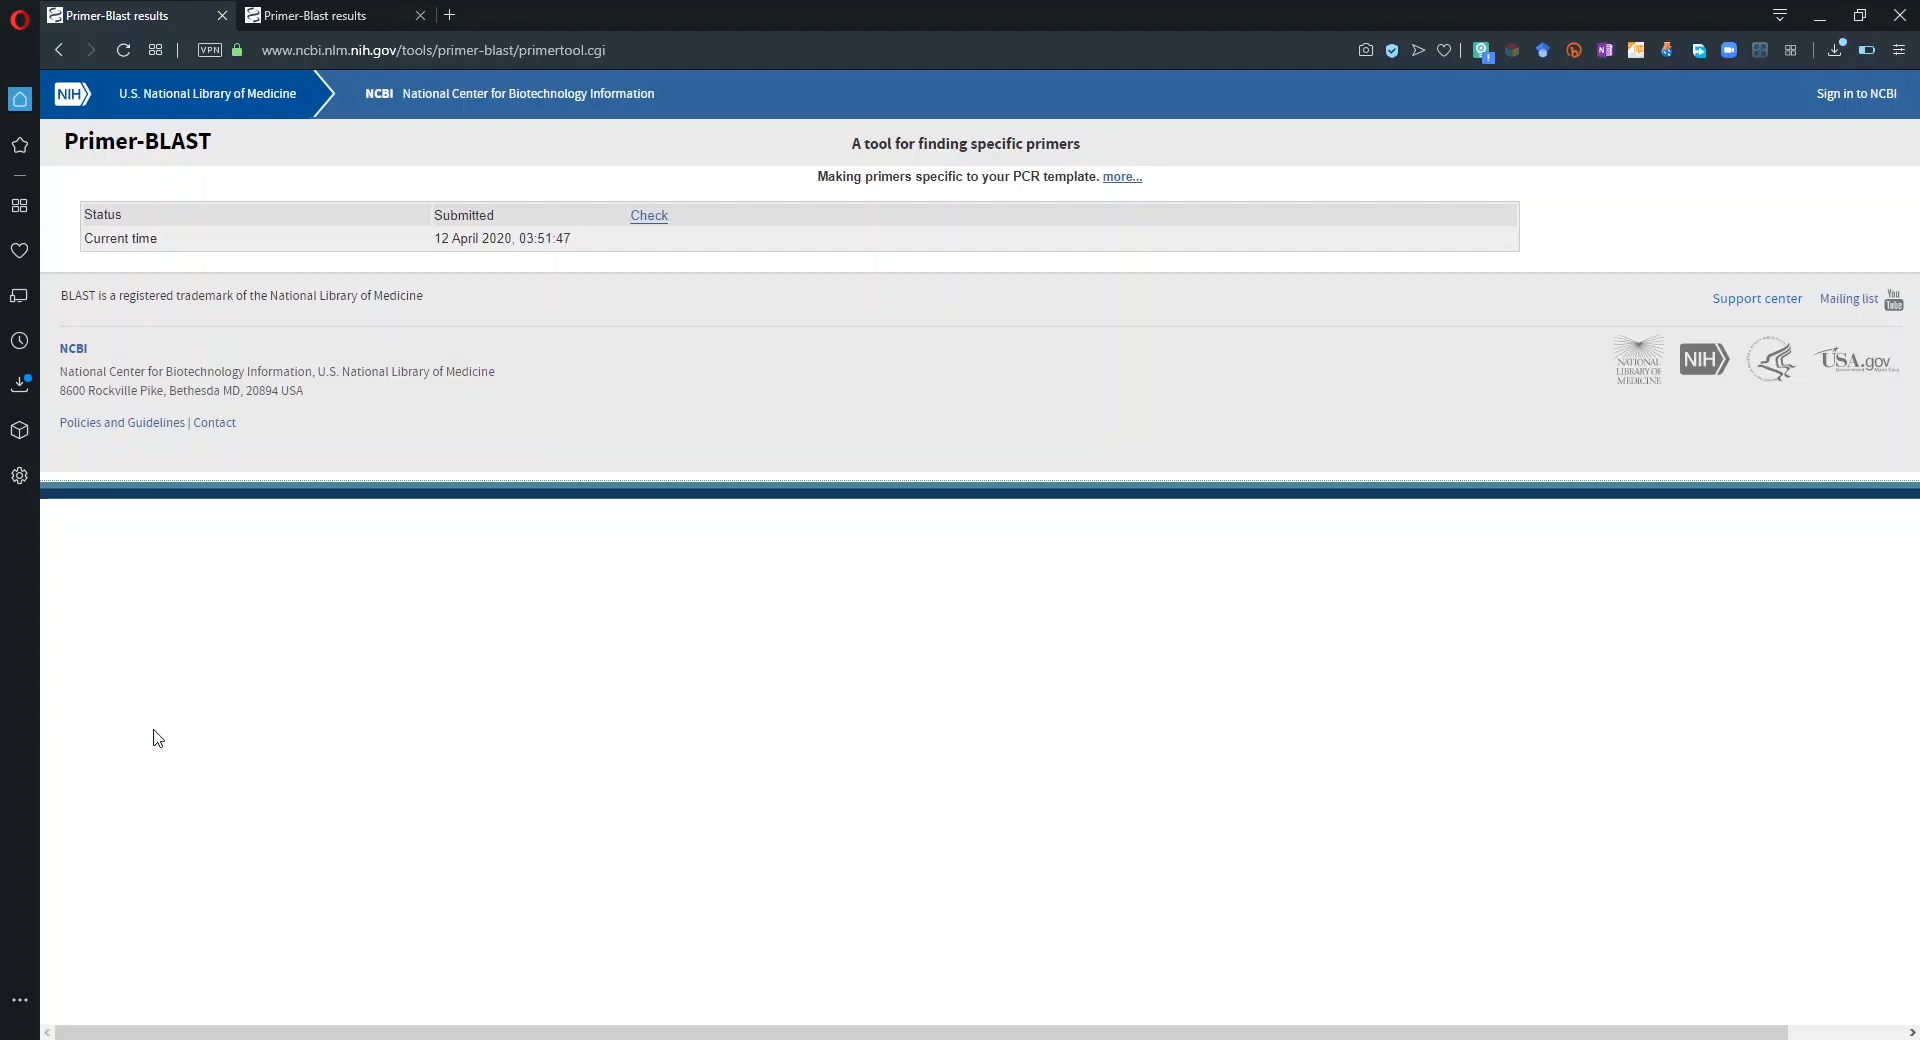 Primer-Blast results
Primer-Blast results
VPN
www.ncbi.nlm.nih.gov/tools/primer-blast/primertool.cgi
NIH U.S. National Library of Medicine NCBI National Center for Biotechnology Information Sign in to NCBI
Primer-BLAST A tool for finding specific primers
Making primers specific to your PCR template. more...
Status Submitted Check
Current time 12 April 2020, 03:51:47
BLAST is a registered trademark of the National Library of Medicine Support center Mailing list You Tube
NCBI
National Center for Biotechnology Information, U.S. National Library of Medicine
8600 Rockville Pike, Bethesda MD, 20894 USA
NATIONAL LIBRARY OF MEDICINE NIH USA.gov
Policies and Guidelines | Contact